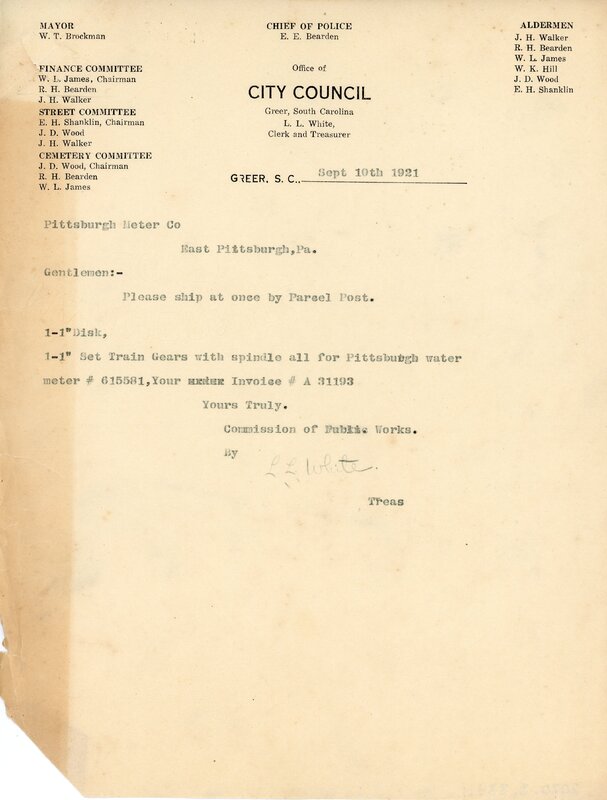 MAYOR
W. T. Brockman
CHIEF OF POLICE
E. E. Bearden
ALDERMEN
J. H. Walker
R. H. Bearden
W. L. James
W. K. Hill
J. D. Wood
E. H. Shanklin
FINANCE COMMITTEE
W. L. James, Chairman
R. H. Bearden
J. H. Walker
STREET COMMITTEE
E. H. Shanklin, Chairman
J. D. Wood
J. H. Walker
CEMETERY COMMITTEE
J. D. Wood, Chairman
R. H. Bearden
W. L. James
Office of
CITY COUNCIL
Greer, South Carolina
L. L. White,
Clerk and Treasurer
GREER, S. C., Sept 10th 1921
Pittsburgh Meter Co
East Pittsburgh,Pa.
Gentlemen:-
Please ship at once by Parcel Post.
1-1"Disk,
1-1" Set Train Gears with spindle all for Pittsburgh water
meter # 615581,Your Invoice # A 31193
Yours Truly.
Commission of Public Works.
By
L L White.
Treas